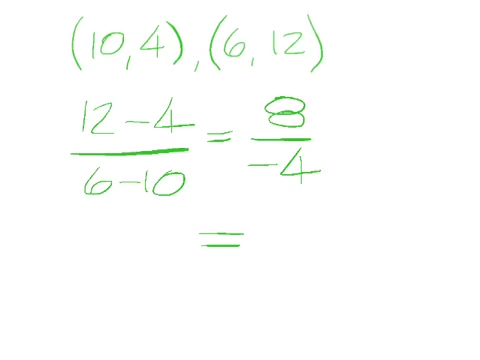 (10,4),(6,12)
12-4/6-10 = 8/-4
=